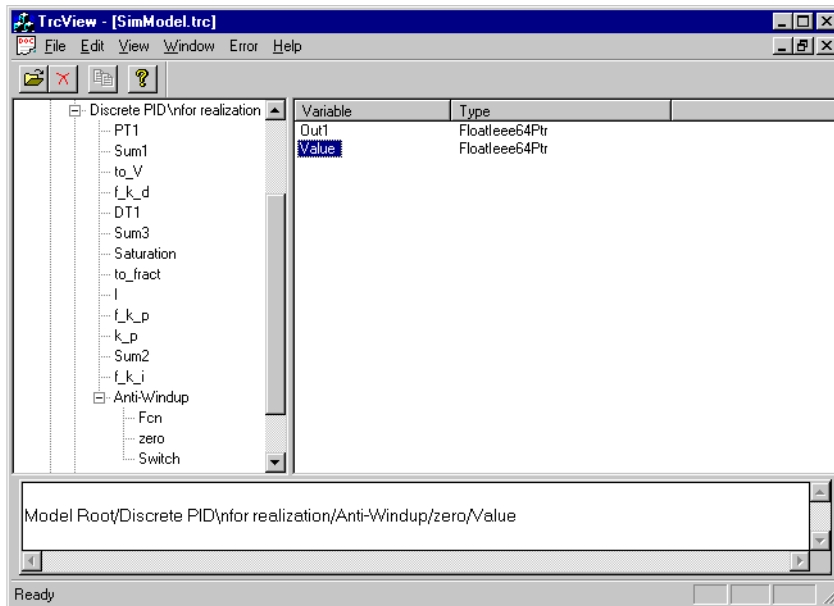 TrcView - [SimModel.trc]
File Edit View Window Error Help
Discrete PID\nfor realization
PT1
Sum1
to_V
f_k_d
DT1
Sum3
Saturation
to_fract
I
f_k_p
k_p
Sum2
f_k_i
Anti-Windup
Fcn
zero
Switch
Variable Type
Out1 FloatIeee64Ptr
Value FloatIeee64Ptr
Model Root/Discrete PID\nfor realization/Anti-Windup/zero/Value
Ready